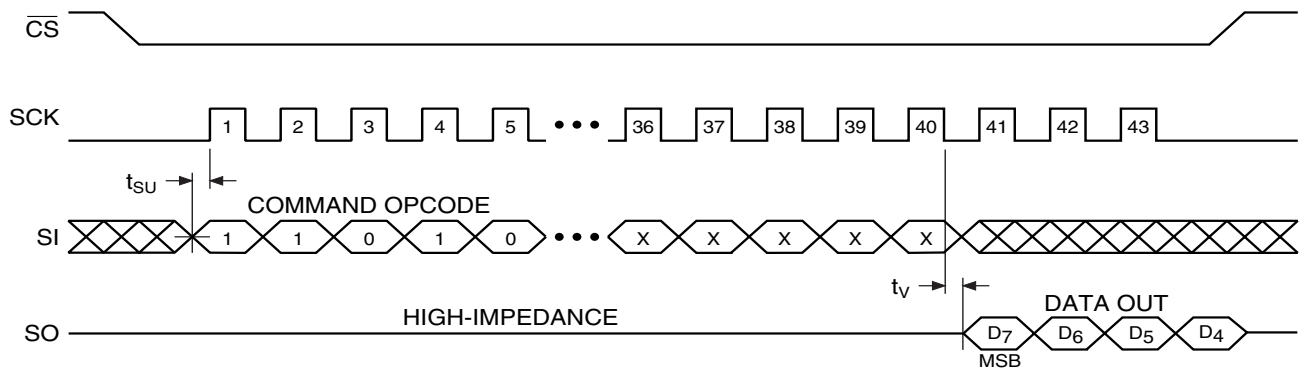 CS
SCK 1 2 3 4 5 ••• 36 37 38 39 40 41 42 43
tSU
COMMAND OPCODE
SI 1 1 0 1 0 ••• X X X X X
tV
DATA OUT
HIGH-IMPEDANCE
SO D7 D6 D5 D4
MSB